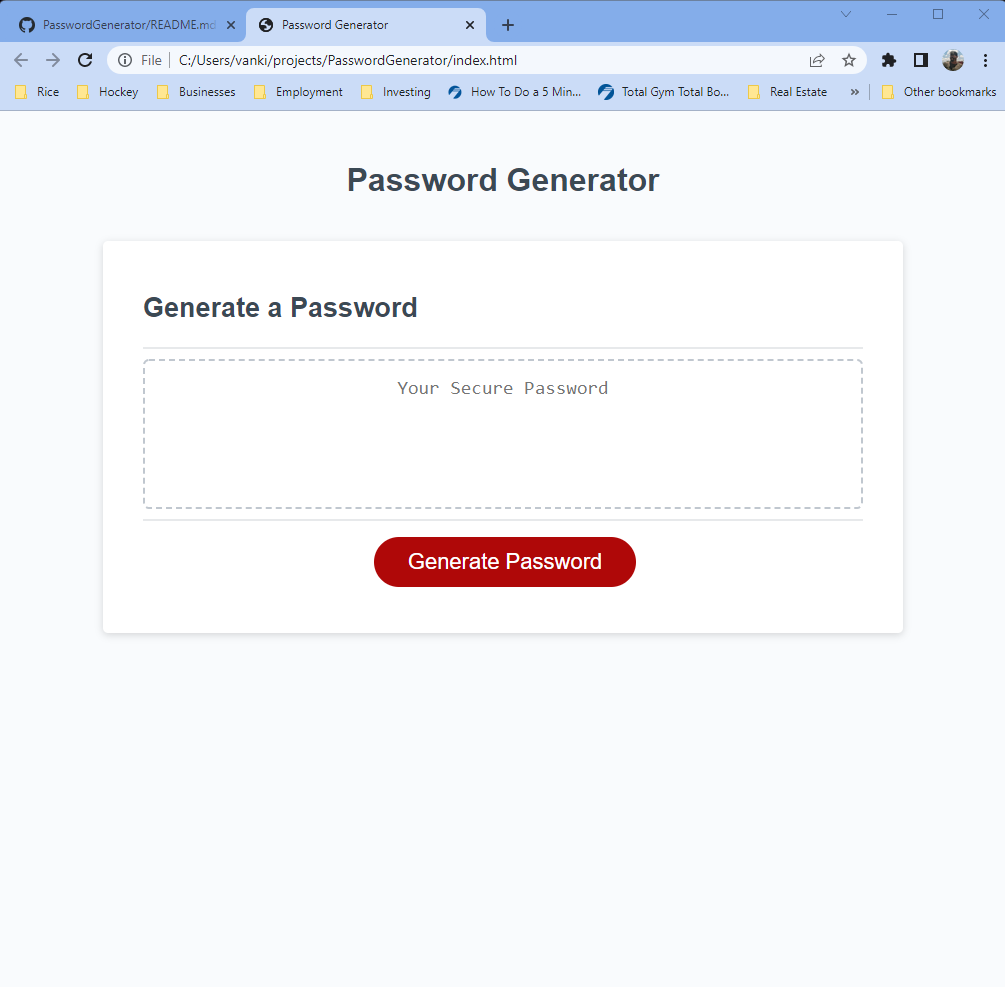 PasswordGenerator/README.md
Password Generator
File
C:/Users/vanki/projects/PasswordGenerator/index.html
Rice
Hockey
Businesses
Employment
Investing
How To Do a 5 Min...
Total Gym Total Bo...
Real Estate
»
Other bookmarks
Password Generator
Generate a Password
Your Secure Password
Generate Password